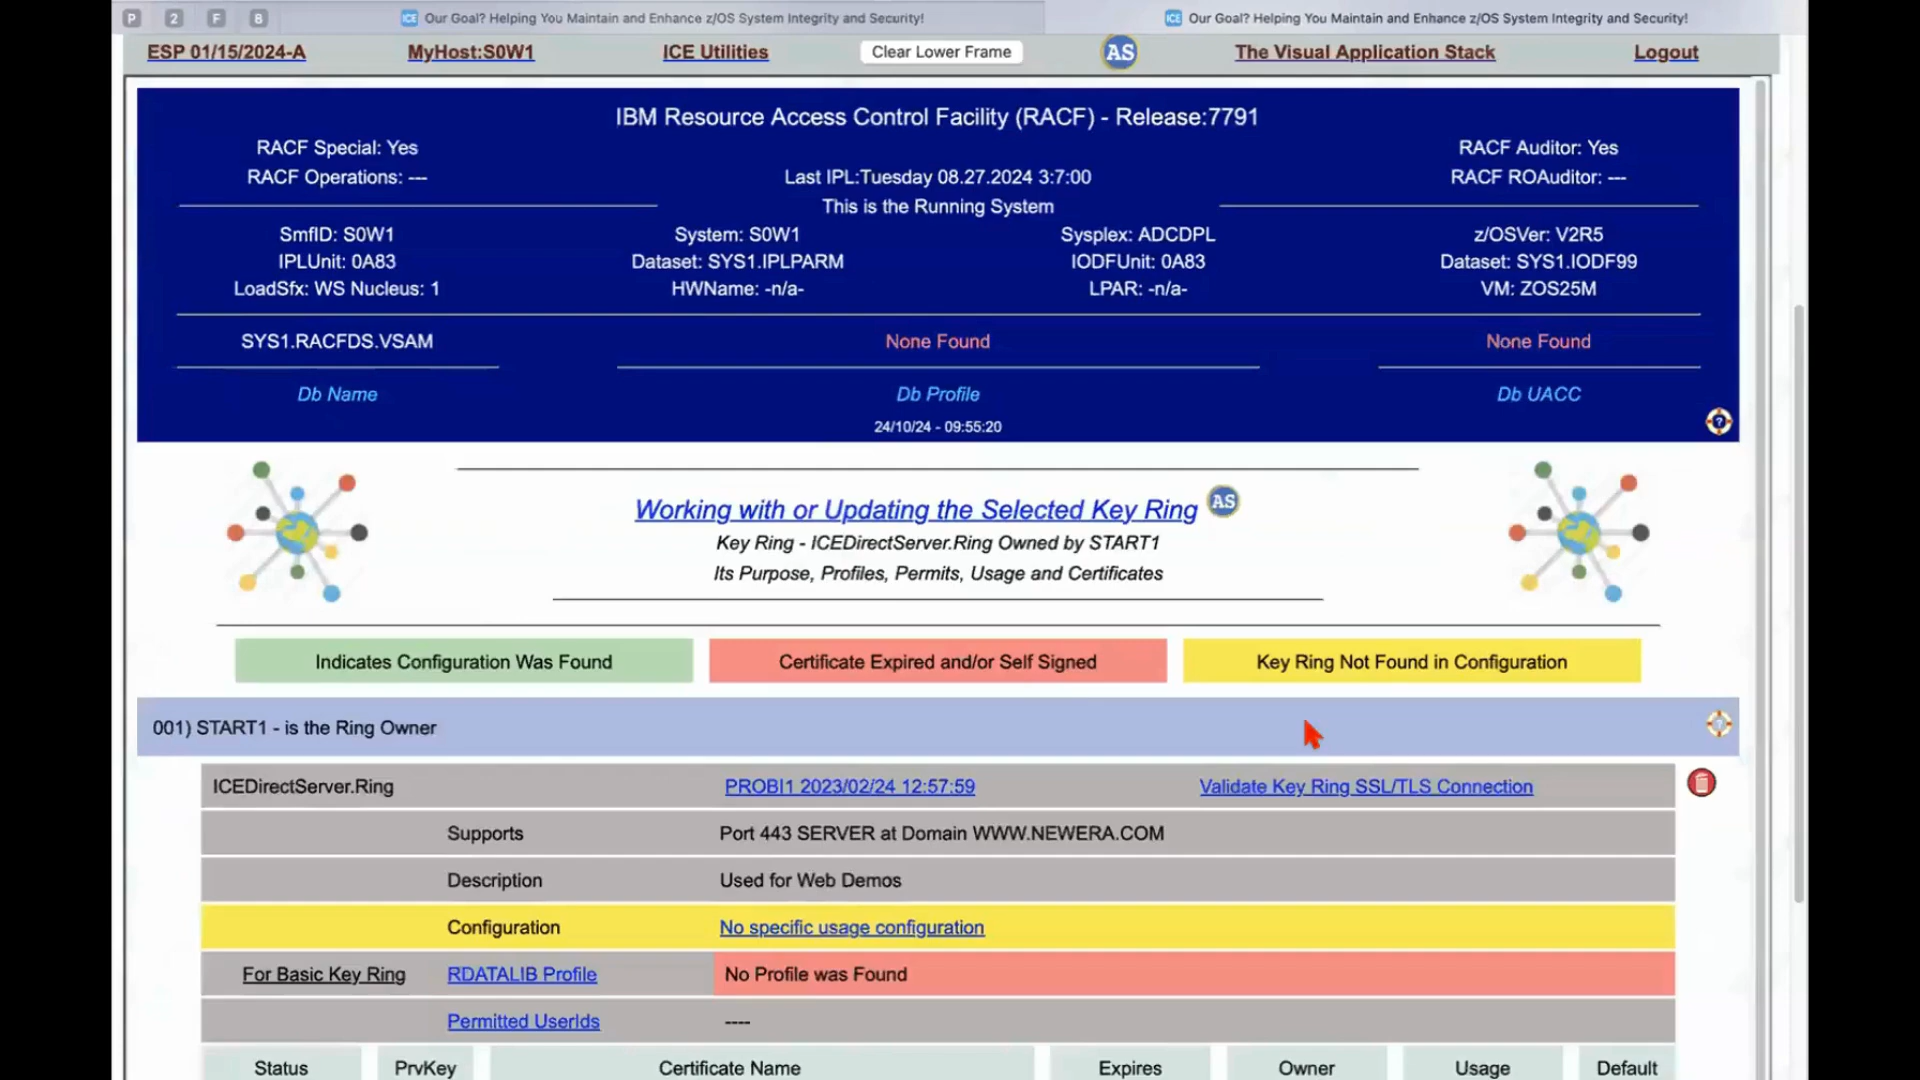 P 2 F B ICE Our Goal? Helping You Maintain and Enhance z/OS System Integrity and Security! ICE Our Goal? Helping You Maintain and Enhance z/OS System Integrity and Security!
ESP 01/15/2024-A MyHost:S0W1 ICE Utilities Clear Lower Frame AS The Visual Application Stack Logout
IBM Resource Access Control Facility (RACF) - Release:7791
RACF Special: Yes RACF Auditor: Yes
RACF Operations: --- Last IPL:Tuesday 08.27.2024 3:7:00 RACF ROAuditor: ---
This is the Running System
SmfID: S0W1 System: S0W1 Sysplex: ADCDPL z/OSVer: V2R5
IPLUnit: 0A83 Dataset: SYS1.IPLPARM IODFUnit: 0A83 Dataset: SYS1.IODF99
LoadSfx: WS Nucleus: 1 HWName: -n/a- LPAR: -n/a- VM: ZOS25M
SYS1.RACFDS.VSAM None Found None Found
Db Name Db Profile Db UACC
24/10/24 - 09:55:20
?
Working with or Updating the Selected Key Ring AS
Key Ring - ICEDirectServer.Ring Owned by START1
Its Purpose, Profiles, Permits, Usage and Certificates
Indicates Configuration Was Found Certificate Expired and/or Self Signed Key Ring Not Found in Configuration
001) START1 - is the Ring Owner ?
ICEDirectServer.Ring PROBI1 2023/02/24 12:57:59 Validate Key Ring SSL/TLS Connection
Supports Port 443 SERVER at Domain WWW.NEWERA.COM
Description Used for Web Demos
Configuration No specific usage configuration
For Basic Key Ring RDATALIB Profile No Profile was Found
Permitted UserIds ----
Status PrvKey Certificate Name Expires Owner Usage Default